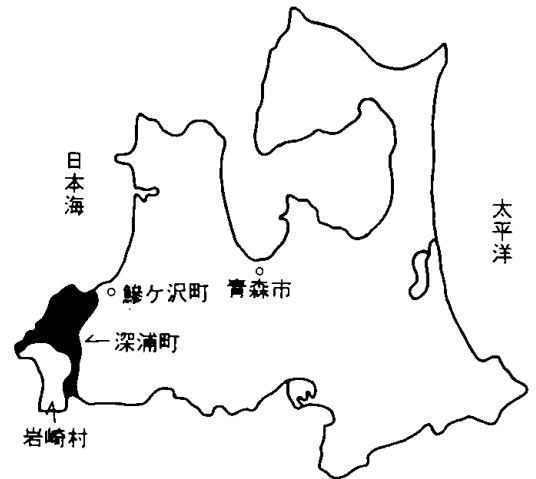 日本海
太平洋
鰺ケ沢町
青森市
深浦町
岩崎村